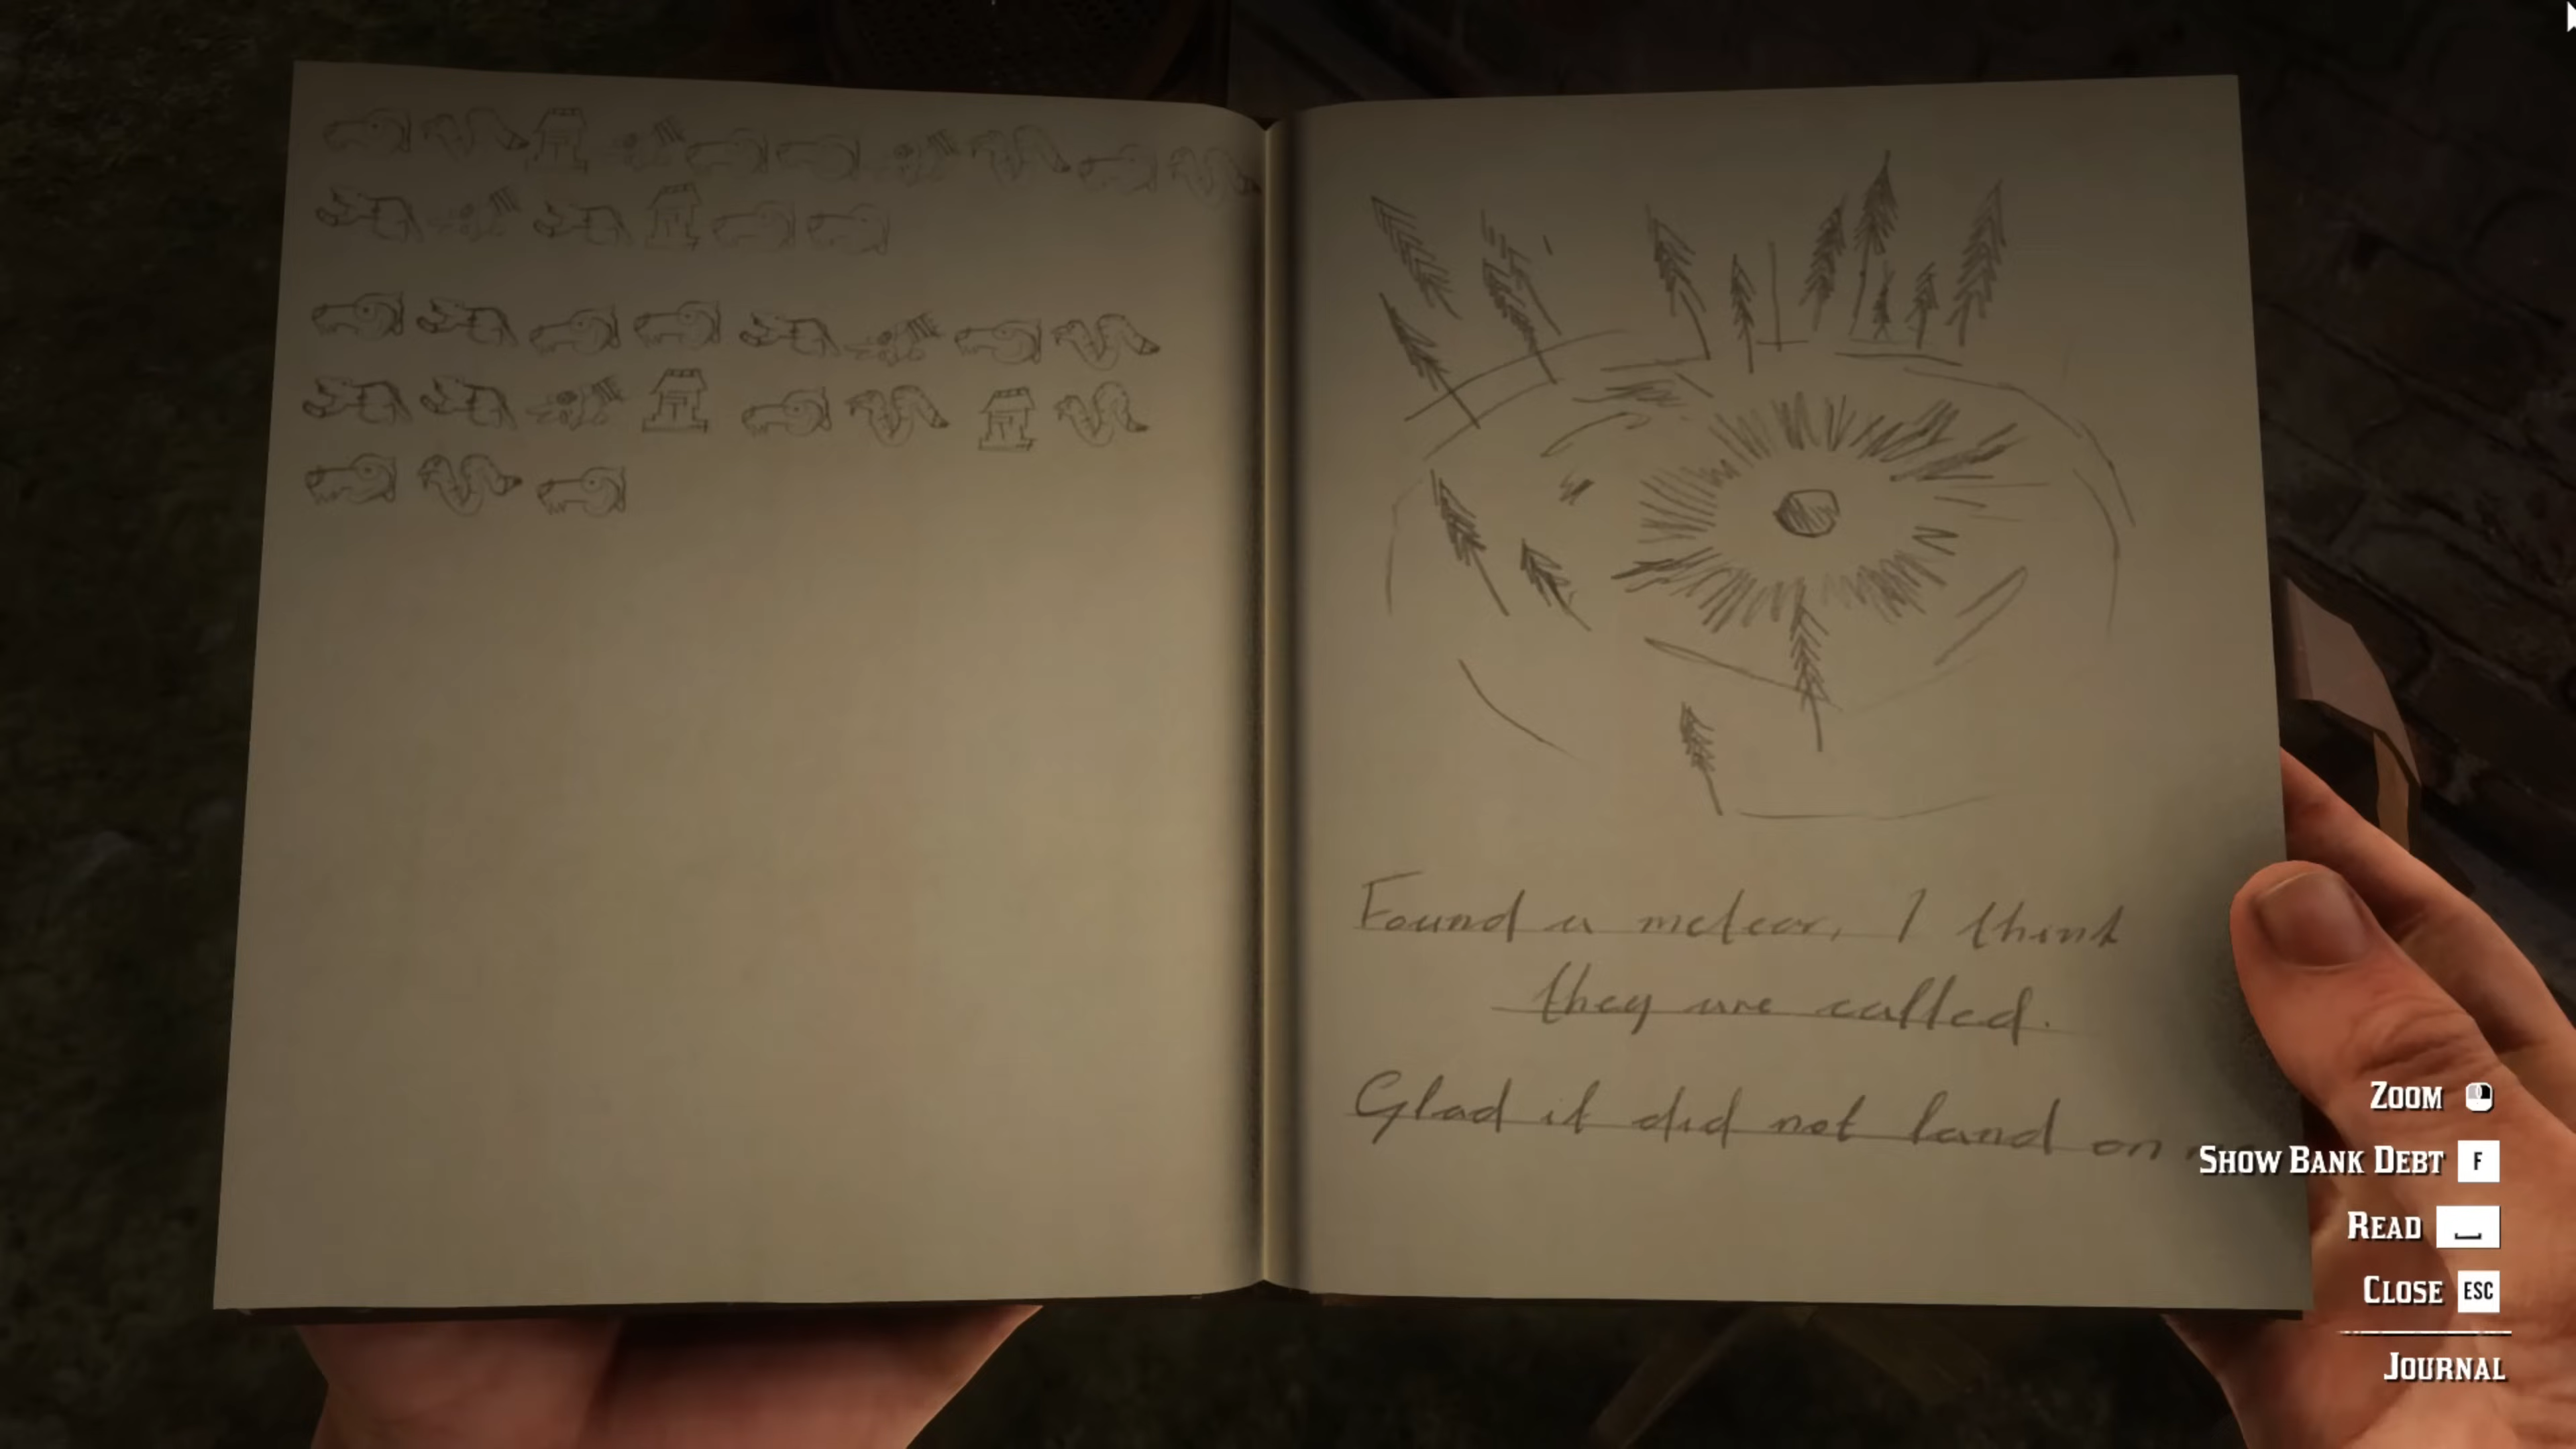 Found a meteor, I think
they are called.
Glad it did not land on
ZOOM
SHOW BANK DEBT F
READ
CLOSE ESC
JOURNAL